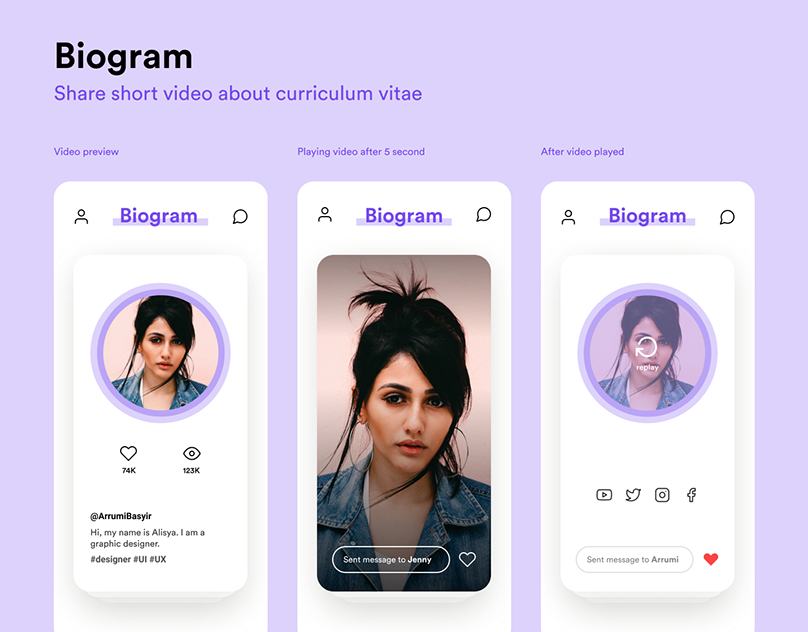 Biogram
Share short video about curriculum vitae
Video preview
Playing video after 5 second
After video played
Biogram
74K
123K
@ArrumiBasyir
Hi, my name is Alisya. I am a
graphic designer.
#designer #UI #UX
Biogram
Sent message to Jenny
Biogram
replay
Sent message to Arrumi